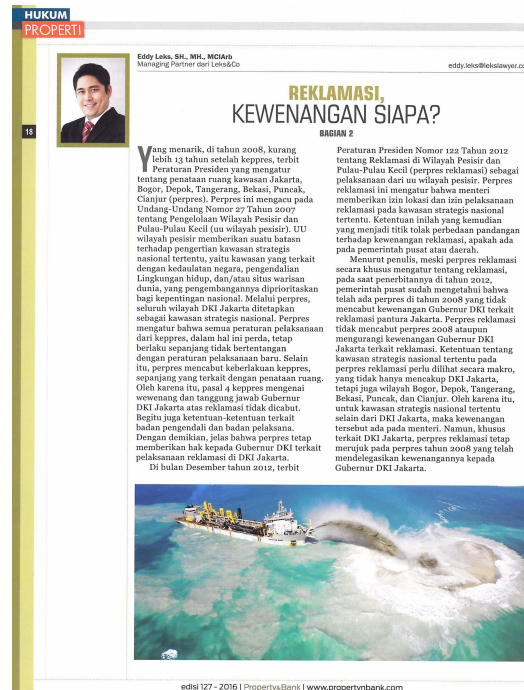 HUKUM
PROPERTI
Eddy Leks, SH., MH., MCIArb
Managing Partner dari Leks&Co
eddy.leks@lekslawyer.co
18
REKLAMASI,
KEWENANGAN SIAPA?
BAGIAN 2
Yang menarik, di tahun 2008, kurang
lebih 13 tahun setelah keppres, terbit
Peraturan Presiden yang mengatur
tentang penataan ruang kawasan Jakarta,
Bogor, Depok, Tangerang, Bekasi, Puncak,
Cianjur (perpres). Perpres ini mengacu pada
Undang-Undang Nomor 27 Tahun 2007
tentang Pengelolaan Wilayah Pesisir dan
Pulau-Pulau Kecil (uu wilayah pesisir). UU
wilayah pesisir memberikan suatu batasn
terhadap pengertian kawasan strategis
nasional tertentu, yaitu kawasan yang terkait
dengan kedaulatan negara, pengendalian
Lingkungan hidup, dan/atau situs warisan
dunia, yang pengembangannya diprioritaskan
bagi kepentingan nasional. Melalui perpres,
seluruh wilayah DKI Jakarta ditetapkan
sebagai kawasan strategis nasional. Perpres
mengatur bahwa semua peraturan pelaksanaan
dari keppres, dalam hal ini perda, tetap
berlaku sepanjang tidak bertentangan
dengan peraturan pelaksanaan baru. Selain
itu, perpres mencabut keberlakuan keppres,
sepanjang yang terkait dengan penataan ruang.
Oleh karena itu, pasal 4 keppres mengenai
wewenang dan tanggung jawab Gubernur
DKI Jakarta atas reklamasi tidak dicabut.
Begitu juga ketentuan-ketentuan terkait
badan pengendali dan badan pelaksana.
Dengan demikian, jelas bahwa perpres tetap
memberikan hak kepada Gubernur DKI terkait
pelaksanaan reklamasi di DKI Jakarta.
Di bulan Desember tahun 2012, terbit
Peraturan Presiden Nomor 122 Tahun 2012
tentang Reklamasi di Wilayah Pesisir dan
Pulau-Pulau Kecil (perpres reklamasi) sebagai
pelaksanaan dari uu wilayah pesisir. Perpres
reklamasi ini mengatur bahwa menteri
memberikan izin lokasi dan izin pelaksanaan
reklamasi pada kawasan strategis nasional
tertentu. Ketentuan inilah yang kemudian
yang menjadi titik tolak perbedaan pandangan
terhadap kewenangan reklamasi, apakah ada
pada pemerintah pusat atau daerah.
Menurut penulis, meski perpres reklamasi
secara khusus mengatur tentang reklamasi,
pada saat penerbitannya di tahun 2012,
pemerintah pusat sudah mengetahui bahwa
telah ada perpres di tahun 2008 yang tidak
mencabut kewenangan Gubernur DKI terkait
reklamasi pantura Jakarta. Perpres reklamasi
tidak mencabut perpres 2008 ataupun
mengurangi kewenangan Gubernur DKI
Jakarta terkait reklamasi. Ketentuan tentang
kawasan strategis nasional tertentu pada
perpres reklamasi perlu dilihat secara makro,
yang tidak hanya mencakup DKI Jakarta,
tetapi juga wilayah Bogor, Depok, Tangerang,
Bekasi, Puncak, dan Cianjur. Oleh karena itu,
untuk kawasan strategis nasional tertentu
selain dari DKI Jakarta, maka kewenangan
tersebut ada pada menteri. Namun, khusus
terkait DKI Jakarta, perpres reklamasi tetap
merujuk pada perpres tahun 2008 yang telah
mendelegasikan kewenangannya kepada
Gubernur DKI Jakarta.
edisi 127 - 2016 | Property&Bank | www.propertynbank.com